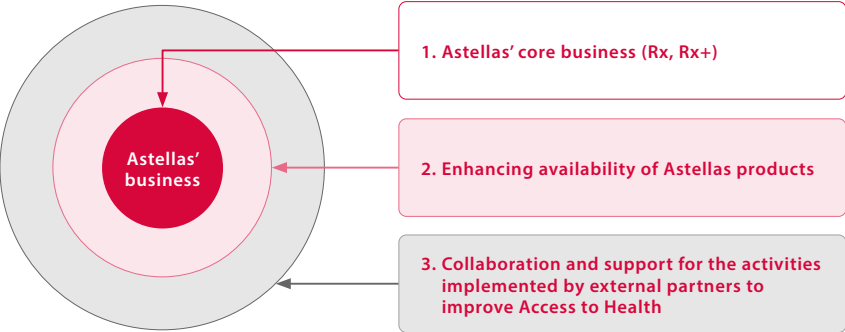 Astellas’
business
1. Astellas’ core business (Rx, Rx+)
2. Enhancing availability of Astellas products
3. Collaboration and support for the activities
implemented by external partners to
improve Access to Health